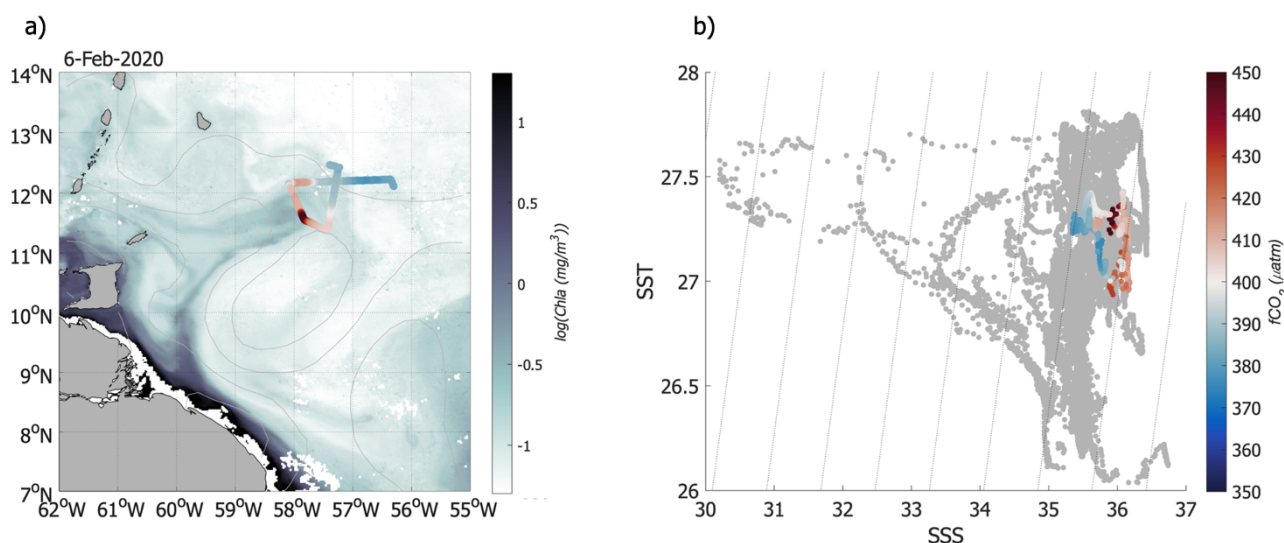 a)
6-Feb-2020
14°N
13°N
12°N
11°N
10°N
9°N
8°N
7°N
62°W 61°W 60°W 59°W 58°W 57°W 56°W 55°W
1
0.5
0
-0.5
-1
log(Chla (mg/m³))
b)
28
27.5
27
26.5
26
SST
30 31 32 33 34 35 36 37
SSS
450
440
430
420
410
400
390
380
370
360
350
fCO₂ (µatm)